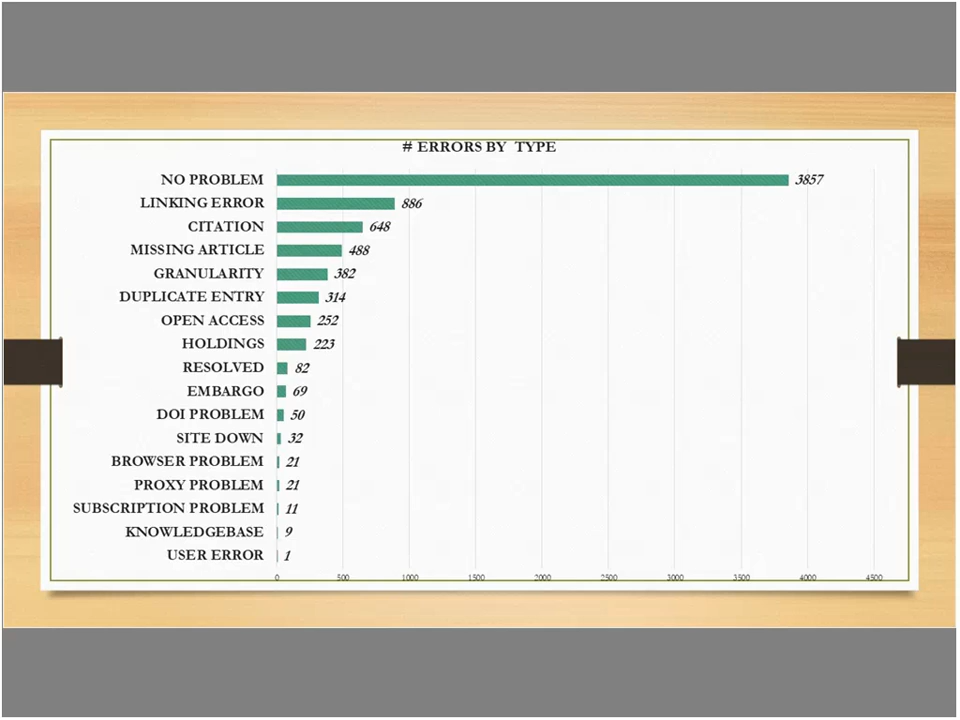 # ERRORS BY TYPE
NO PROBLEM 3857
LINKING ERROR 886
CITATION 648
MISSING ARTICLE 488
GRANULARITY 382
DUPLICATE ENTRY 314
OPEN ACCESS 252
HOLDINGS 223
RESOLVED 82
EMBARGO 69
DOI PROBLEM 50
SITE DOWN 32
BROWSER PROBLEM 21
PROXY PROBLEM 21
SUBSCRIPTION PROBLEM 11
KNOWLEDGEBASE 9
USER ERROR 1
0 500 1000 1500 2000 2500 3000 3500 4000 4500